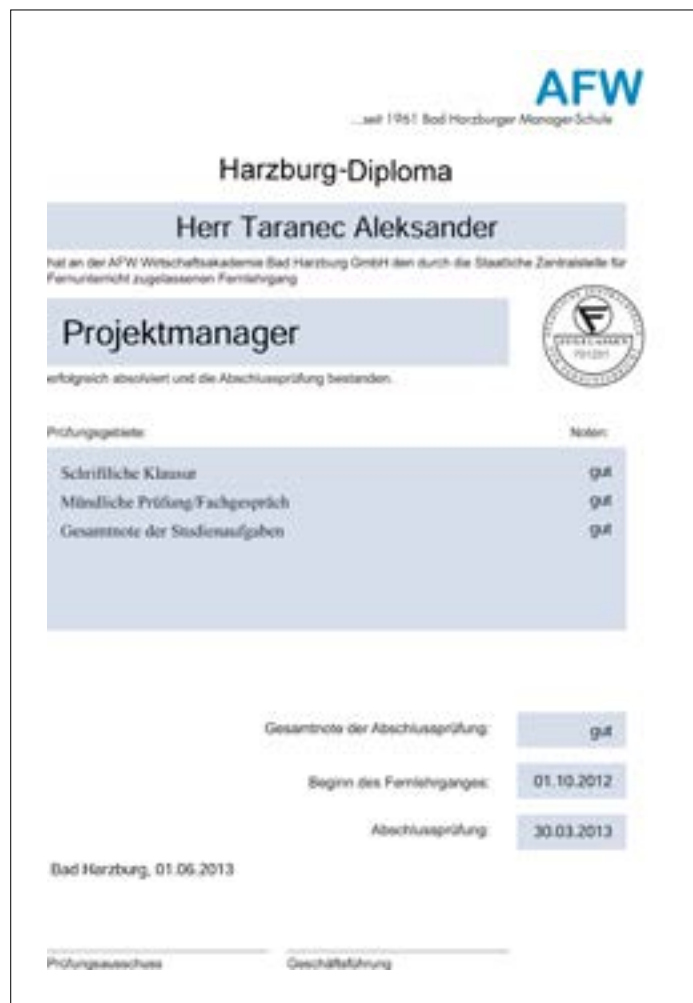 AFW
...seit 1961 Bad Harzburger Manager-Schule
Harzburg-Diploma
Herr Taranec Aleksander
hat an der AFW Wirtschaftsakademie Bad Harzburg GmbH den durch die Staatliche Zentralstelle für
Fernunterricht zugelassenen Fernlehrgang
Projektmanager
ZUGELASSEN
erfolgreich absolviert und die Abschlussprüfung bestanden.
Prüfungsgebiete: Noten:
Schriftliche Klausur gut
Mündliche Prüfung/Fachgespräch gut
Gesamtnote der Studienaufgaben gut
Gesamtnote der Abschlussprüfung: gut
Beginn des Fernlehrganges: 01.10.2012
Abschlussprüfung: 30.03.2013
Bad Harzburg, 01.06.2013
Prüfungsausschuss Geschäftsführung